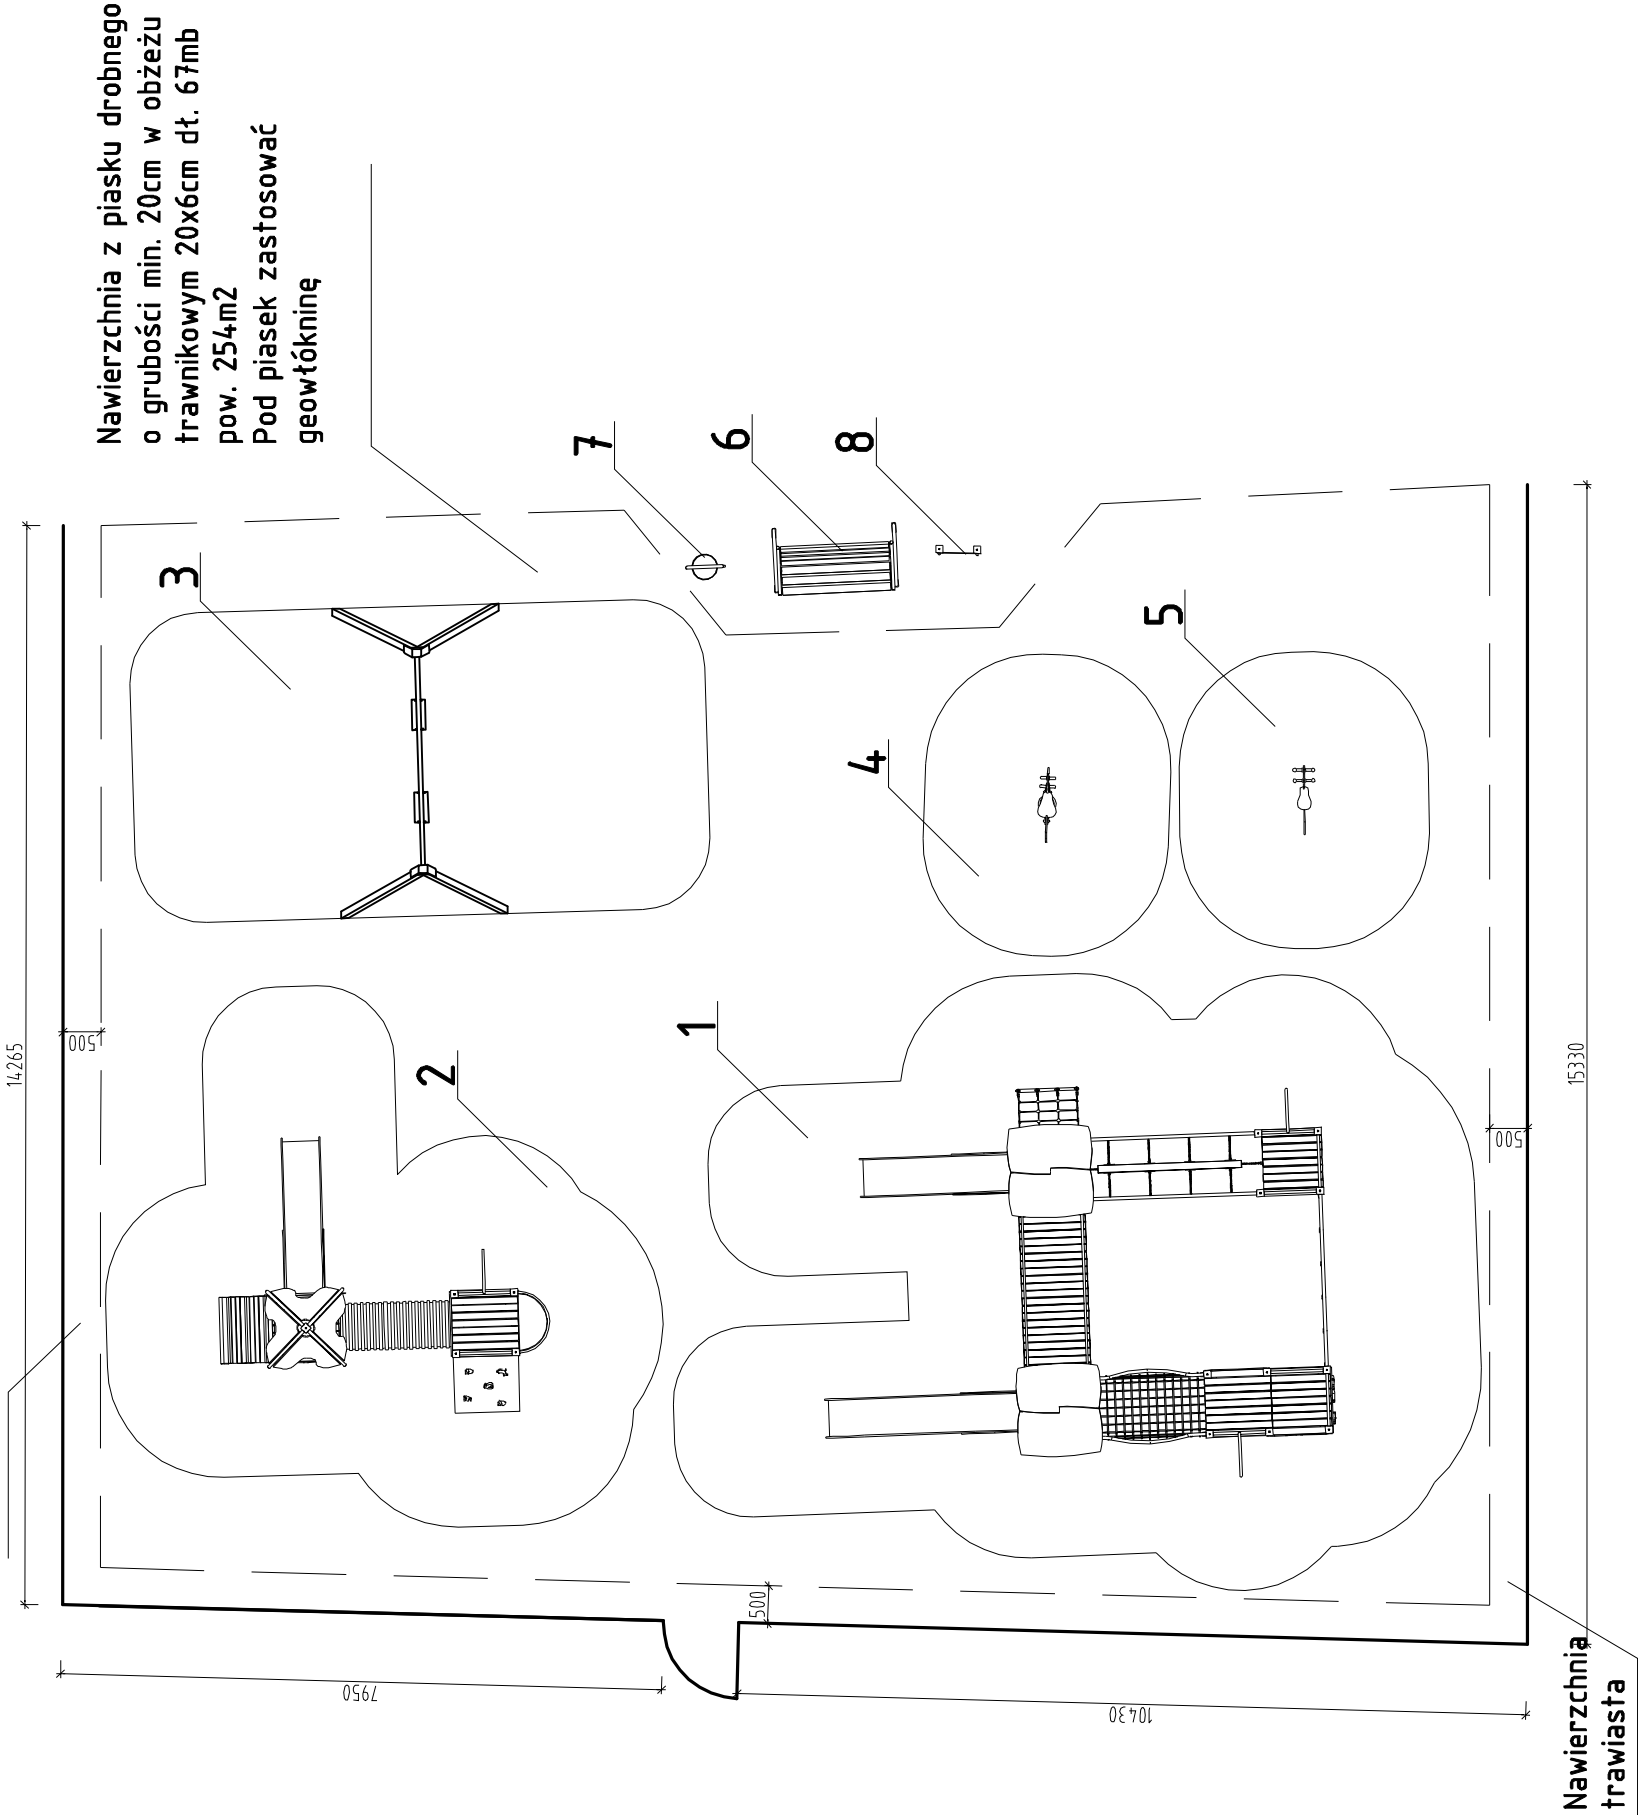 Nawierzchnia z piasku drobnego
o grubości min. 20cm w obżeżu
trawnikowym 20x6cm dł. 67mb
pow. 254m2
Pod piasek zastosować
geowłókninę
7
6
8
3
5
4
2
1
14265
500
15330
500
500
7950
10430
Nawierzchnia
trawiasta